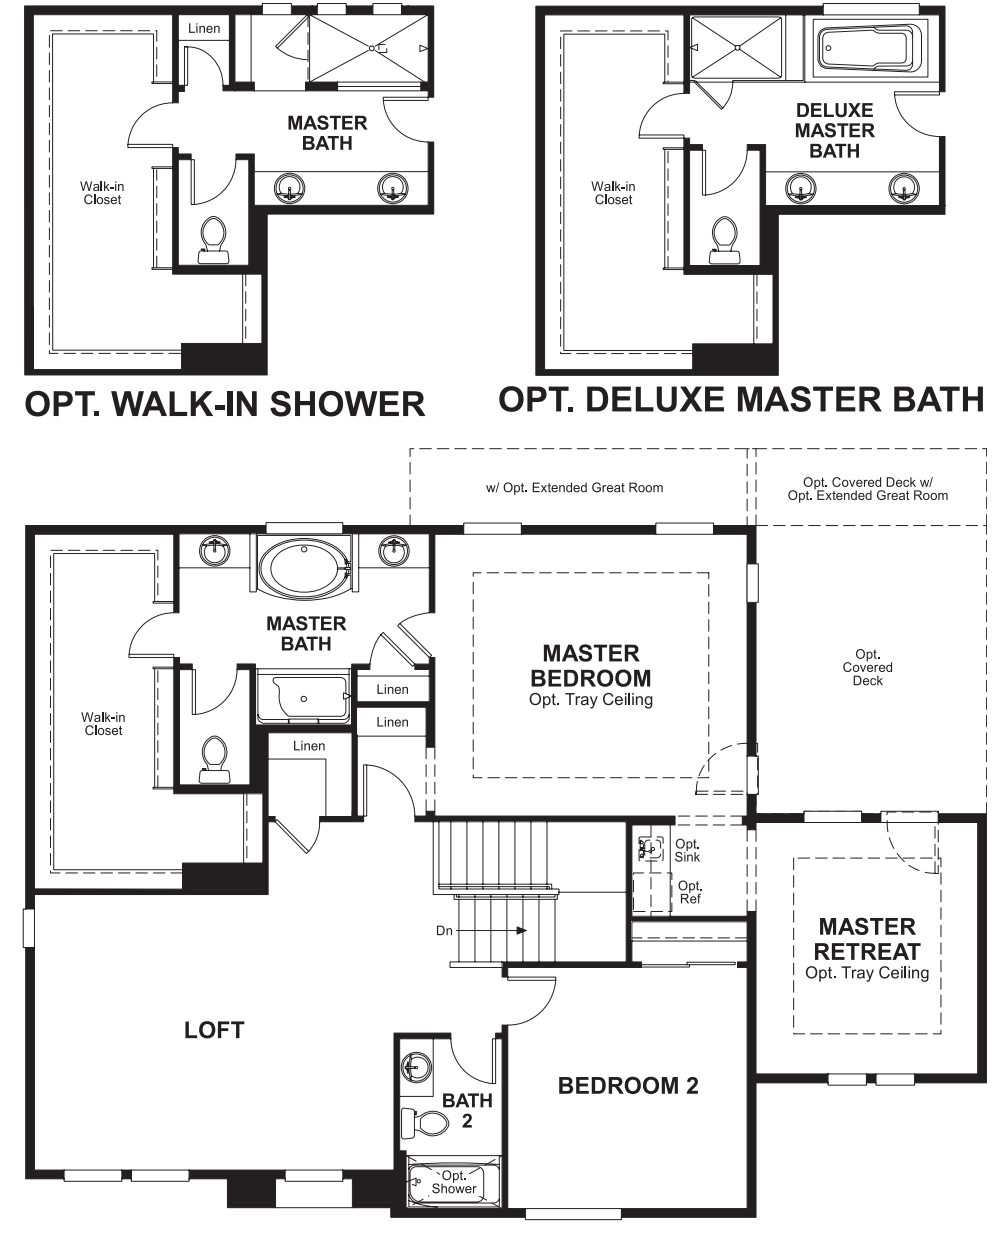 Linen
MASTER
BATH
Walk-in
Closet
OPT. WALK-IN SHOWER
DELUXE
MASTER
BATH
Walk-in
Closet
OPT. DELUXE MASTER BATH
w/ Opt. Extended Great Room
Opt. Covered Deck w/
Opt. Extended Great Room
MASTER
BATH
Linen
Linen
Linen
Walk-in
Closet
MASTER
BEDROOM
Opt. Tray Ceiling
Opt.
Covered
Deck
Opt.
Sink
Opt.
Ref
Dn
MASTER
RETREAT
Opt. Tray Ceiling
LOFT
BEDROOM 2
BATH
2
Opt.
Shower